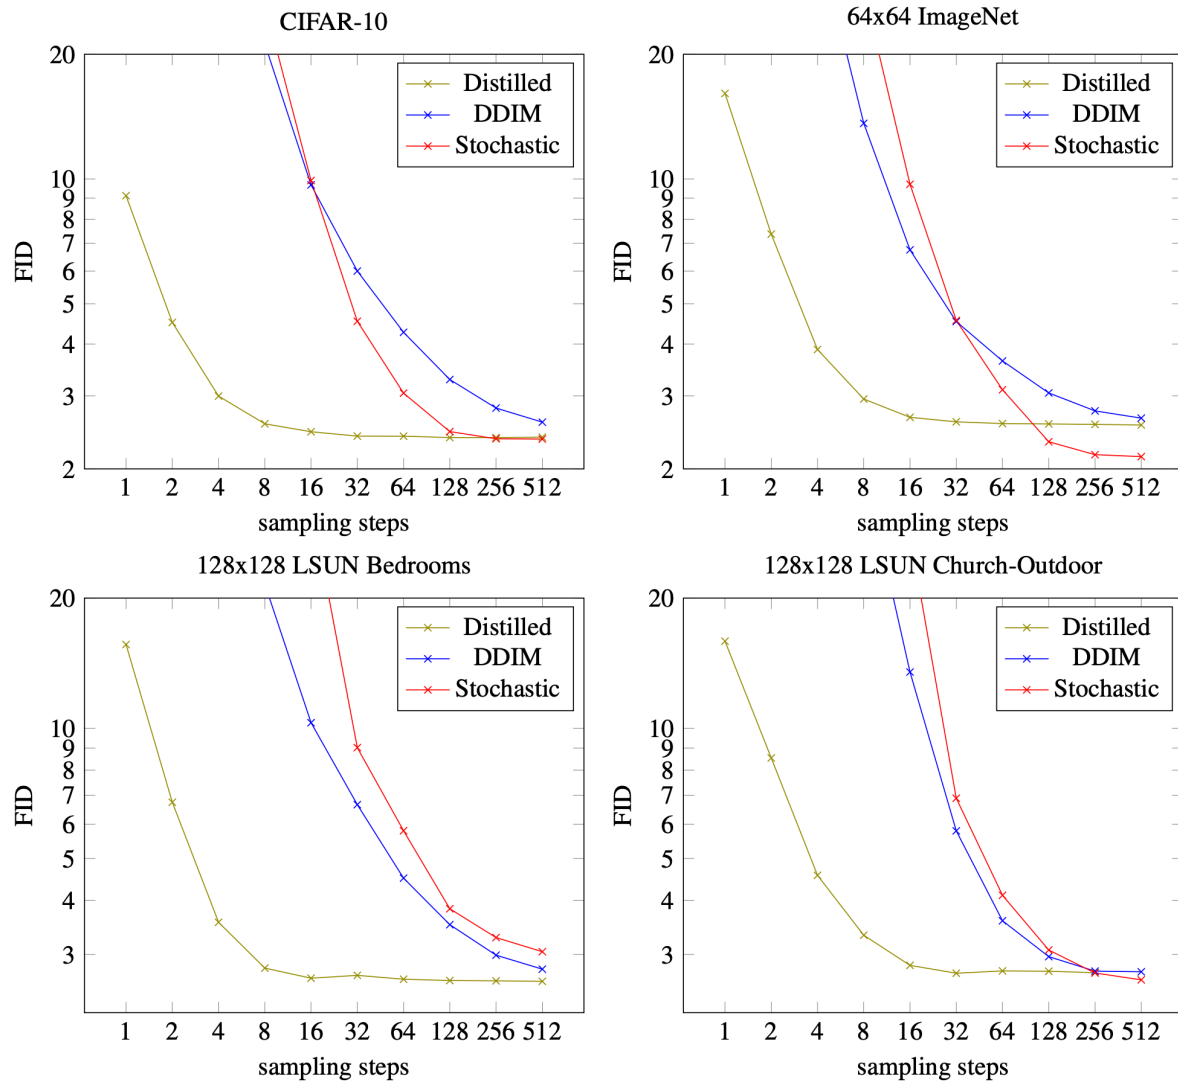 CIFAR-10
20
10
9
8
7
6
5
4
3
2
FID
Distilled
DDIM
Stochastic
1 2 4 8 16 32 64 128 256 512
sampling steps
64x64 ImageNet
20
10
9
8
7
6
5
4
3
2
FID
Distilled
DDIM
Stochastic
1 2 4 8 16 32 64 128 256 512
sampling steps
128x128 LSUN Bedrooms
20
10
9
8
7
6
5
4
3
FID
Distilled
DDIM
Stochastic
1 2 4 8 16 32 64 128 256 512
sampling steps
128x128 LSUN Church-Outdoor
20
10
9
8
7
6
5
4
3
FID
Distilled
DDIM
Stochastic
1 2 4 8 16 32 64 128 256 512
sampling steps